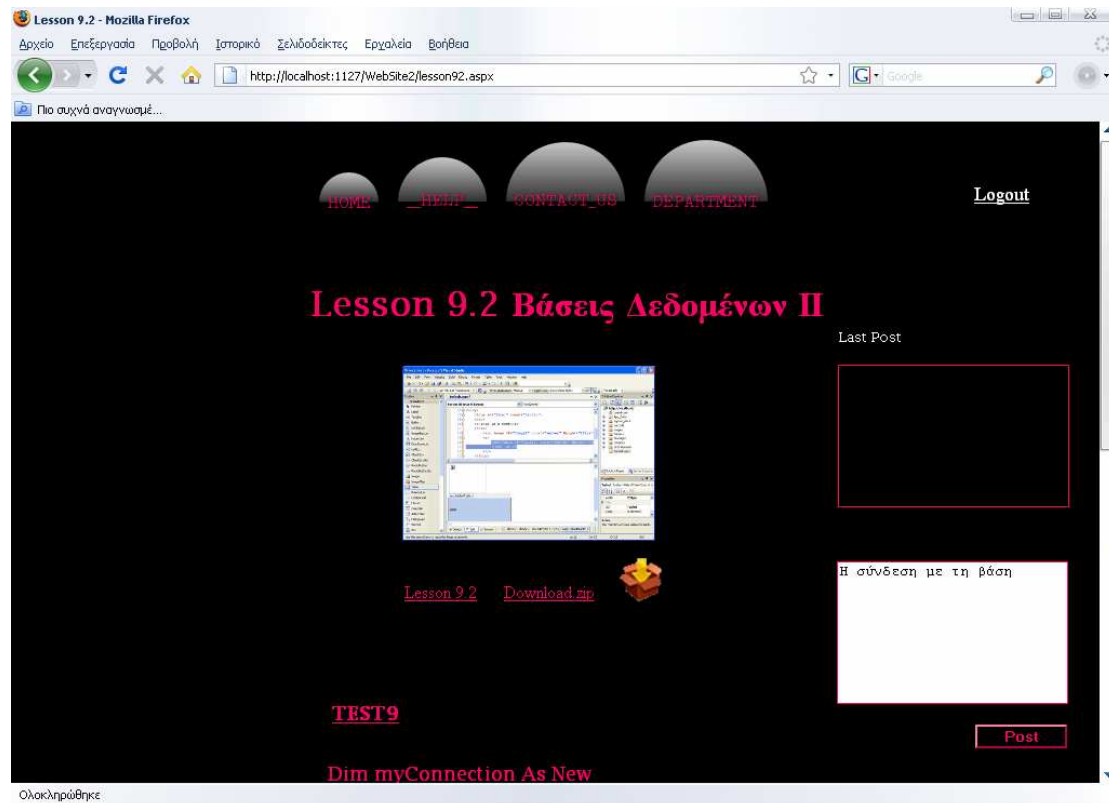 Lesson 9.2 - Mozilla Firefox
Αρχείο Επεξεργασία Προβολή Ιστορικό Σελιδοδείκτες Εργαλεία Βοήθεια
http://localhost:1127/WebSite2/lesson92.aspx
Google
Πιο συχνά αναγνωσμέ...
HOME _HELP_ CONTACT_US DEPARTMENT
Logout
Lesson 9.2 Βάσεις Δεδομένων II
Last Post
Η σύνδεση με τη βάση
Lesson 9.2 Download.zip
TEST9
Post
Dim myConnection As New
Ολοκληρώθηκε